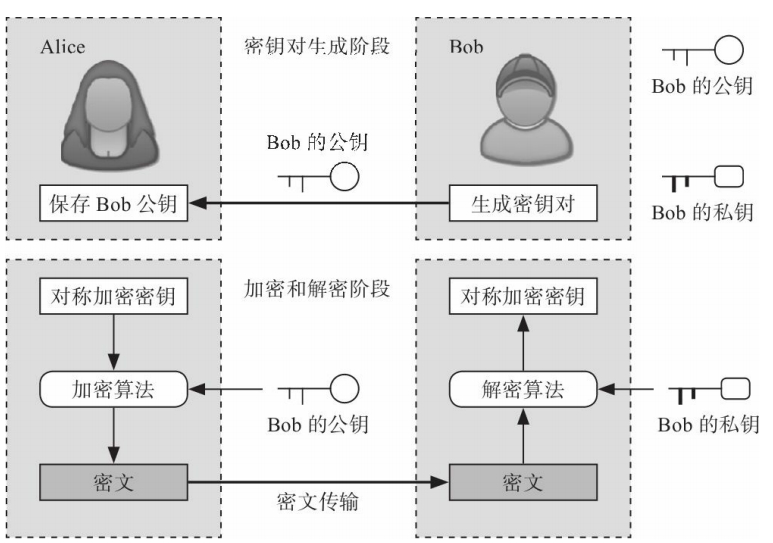 Alice
密钥对生成阶段
Bob
Bob 的公钥
Bob 的公钥
保存 Bob 公钥
生成密钥对
Bob 的私钥
对称加密密钥
加密和解密阶段
对称加密密钥
加密算法
Bob 的公钥
解密算法
Bob 的私钥
密文
密文传输
密文